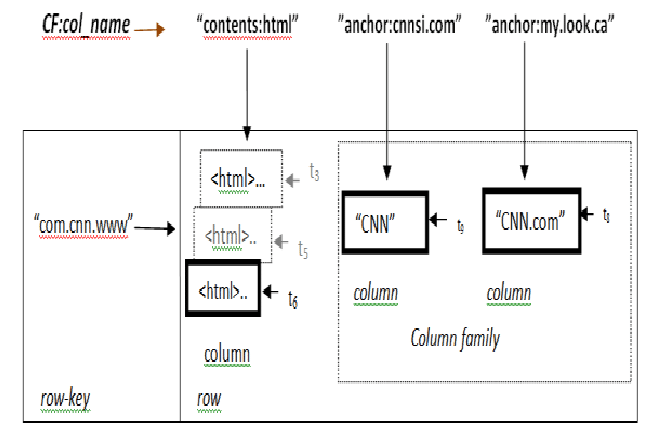 CF:col_name "contents:html" "anchor:cnnsi.com" "anchor:my.look.ca"
<html>... t3
"com.cnn.www" "CNN" t9 "CNN.com" t8
<html>.. t5
<html>.. t6
column column
column
Column family
row-key row